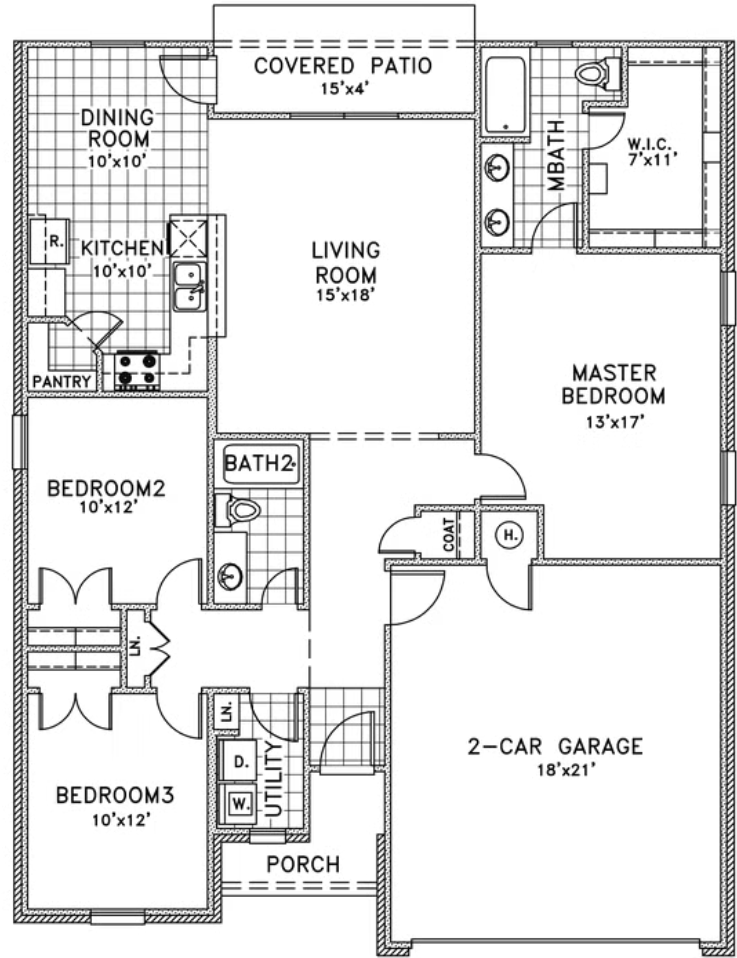 COVERED PATIO
15'x4'
DINING
ROOM
10'x10'
MBATH
W.I.C.
7'x11'
R.
KITCHEN
10'x10'
LIVING
ROOM
15'x18'
PANTRY
MASTER
BEDROOM
13'x17'
BATH2
BEDROOM2
10'x12'
COAT
H.
LN.
LN.
2-CAR GARAGE
18'x21'
D.
W.
UTILITY
BEDROOM3
10'x12'
PORCH